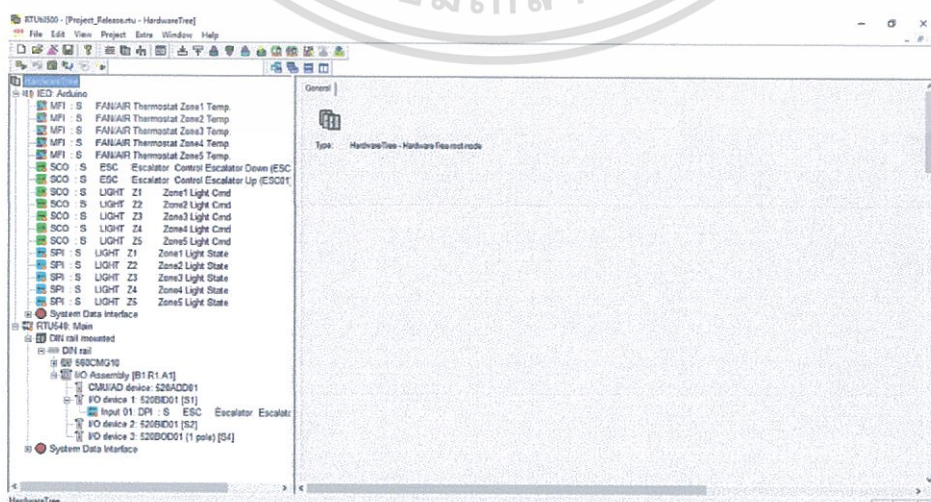 RTUtil500 - [Project_Release.rtu - HardwareTree]
File Edit View Project Extra Window Help
HardwareTree
IED: Arduino
MFI : S FAN/AIR Thermostat Zone1 Temp.
MFI : S FAN/AIR Thermostat Zone2 Temp
MFI : S FAN/AIR Thermostat Zone3 Temp
MFI : S FAN/AIR Thermostat Zone4 Temp
MFI : S FAN/AIR Thermostat Zone5 Temp.
SCO : S ESC Escalator Control Escalator Down (ESC
SCO : S ESC Escalator Control Escalator Up (ESC01
SCO : S LIGHT Z1 Zone1 Light Cmd
SCO : S LIGHT Z2 Zone2 Light Cmd
SCO : S LIGHT Z3 Zone3 Light Cmd
SCO : S LIGHT Z4 Zone4 Light Cmd
SCO : S LIGHT Z5 Zone5 Light Cmd
SPI : S LIGHT Z1 Zone1 Light State
SPI : S LIGHT Z2 Zone2 Light State
SPI : S LIGHT Z3 Zone3 Light State
SPI : S LIGHT Z4 Zone4 Light State
SPI : S LIGHT Z5 Zone5 Light State
System Data Interface
RTU540: Main
DIN rail mounted
DIN rail
560CMG10
I/O Assembly [B1 R1 A1]
CMU/AD device: 520ADD01
I/O device 1: 520BID01 [S1]
Input 01: DPI : S ESC Escalator Escalato
I/O device 2: 520BID01 [S2]
I/O device 3: 520BOD01 (1 pole) [S4]
System Data Interface
General
Type: HardwareTree - Hardware Tree root node
HardwareTree